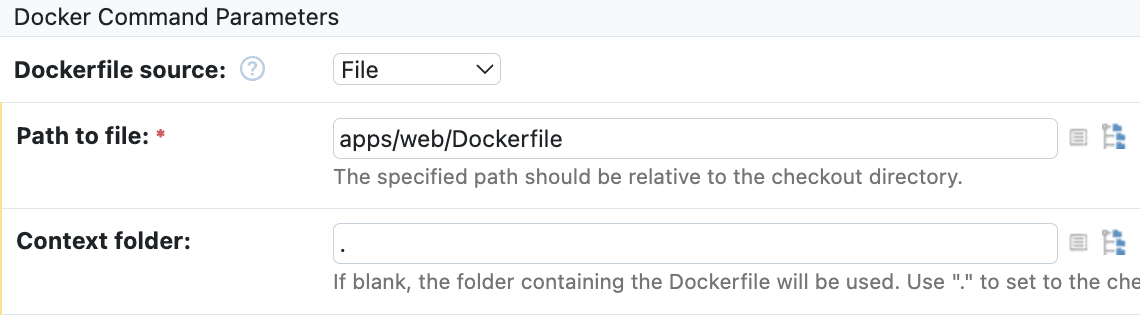 Docker Command Parameters
Dockerfile source: ? File
Path to file: * apps/web/Dockerfile
The specified path should be relative to the checkout directory.
Context folder: .
If blank, the folder containing the Dockerfile will be used. Use "." to set to the che